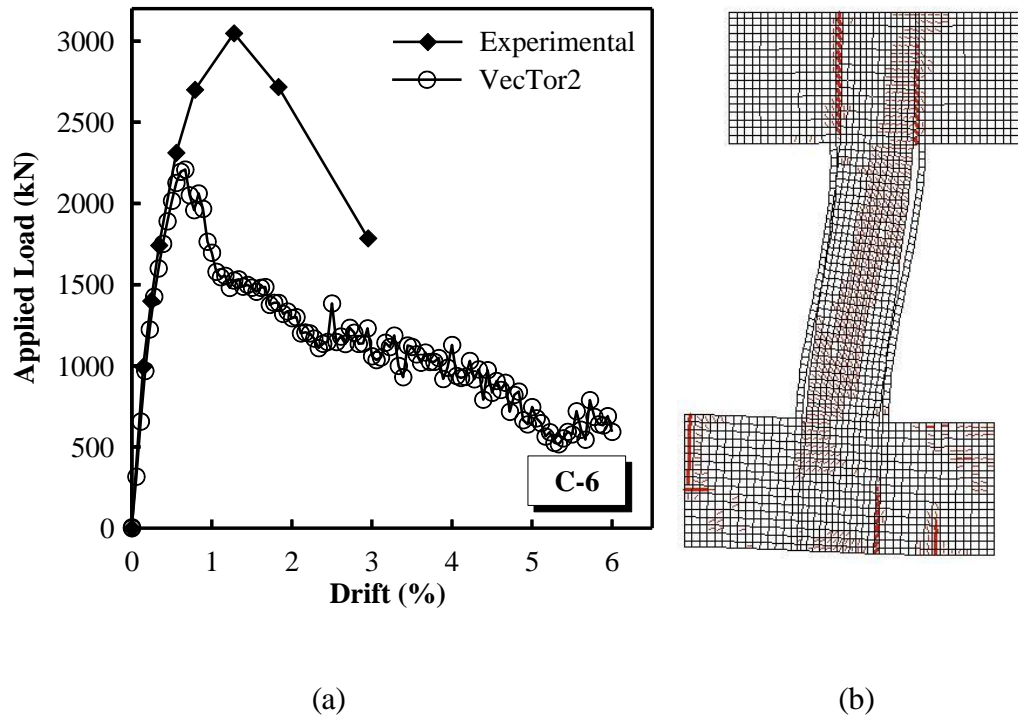 3000
2500
2000
1500
1000
500
0
Applied Load (kN)
Experimental
VecTor2
C-6
0 1 2 3 4 5 6
Drift (%)
(a) (b)